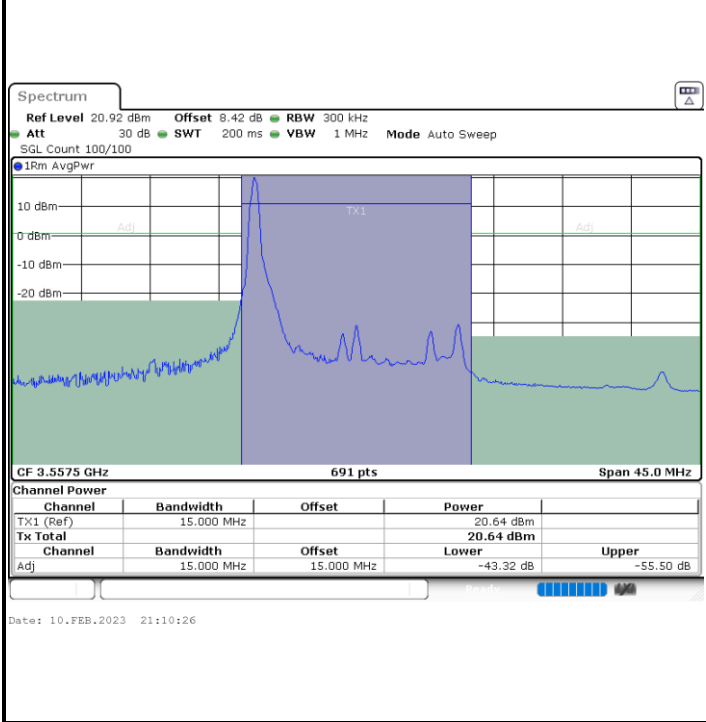 Spectrum
Ref Level 20.92 dBm Offset 8.42 dB RBW 300 kHz
Att 30 dB SWT 200 ms VBW 1 MHz Mode Auto Sweep
SGL Count 100/100
1Rm AvgPwr
TX1
10 dBm
Adj Adj
0 dBm
-10 dBm
-20 dBm
CF 3.5575 GHz 691 pts Span 45.0 MHz
Channel Power
Channel Bandwidth Offset Power
TX1 (Ref) 15.000 MHz 20.64 dBm
Tx Total 20.64 dBm
Channel Bandwidth Offset Lower Upper
Adj 15.000 MHz 15.000 MHz -43.32 dB -55.50 dB
Ready
Date: 10.FEB.2023 21:10:26